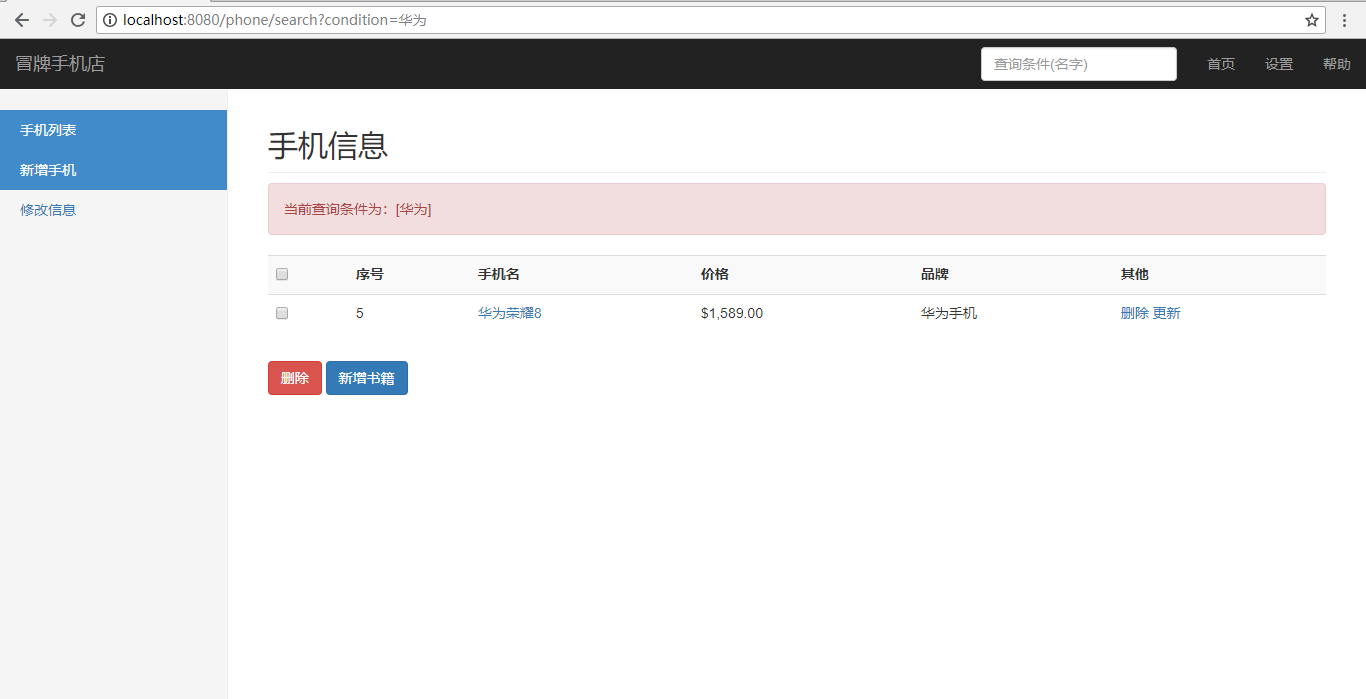 localhost:8080/phone/search?condition=华为
冒牌手机店
查询条件(名字)
首页
设置
帮助
手机列表
新增手机
修改信息
手机信息
当前查询条件为：[华为]
序号 手机名 价格 品牌 其他
5 华为荣耀8 $1,589.00 华为手机 删除 更新
删除 新增书籍